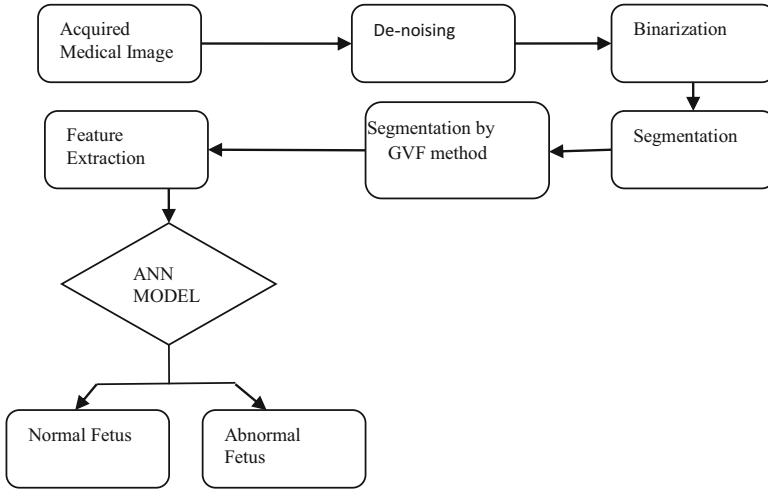 Acquired
Medical Image
De-noising
Binarization
Segmentation
Segmentation by
GVF method
Feature
Extraction
ANN
MODEL
Normal Fetus
Abnormal
Fetus